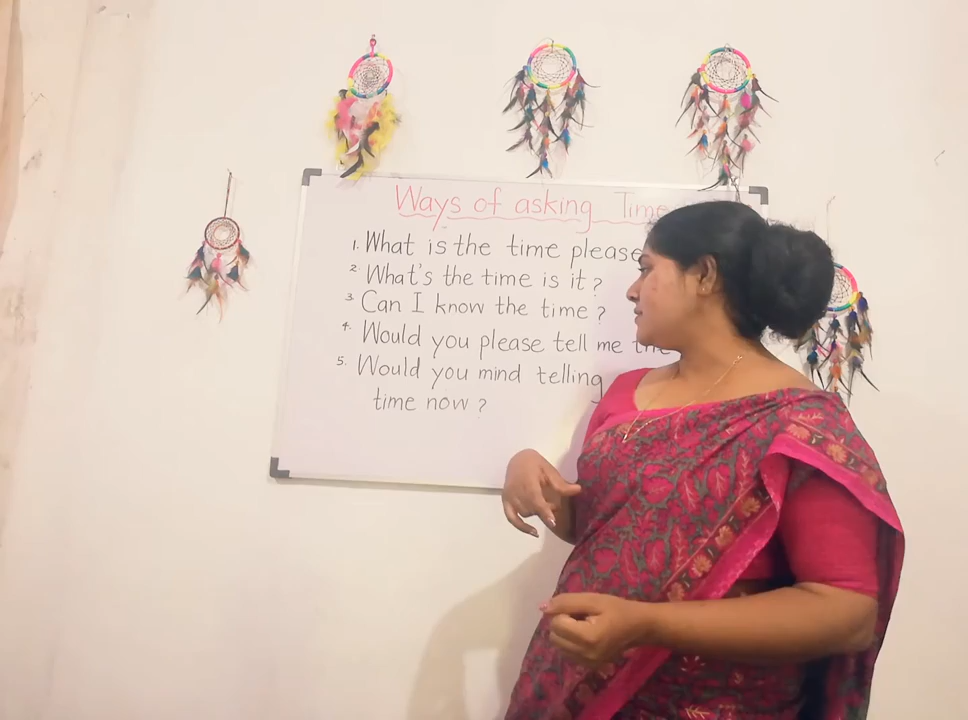 Ways of asking Time
1. What is the time please
2. What's the time is it ?
3. Can I know the time ?
4. Would you please tell me the
5. Would you mind telling
time now ?